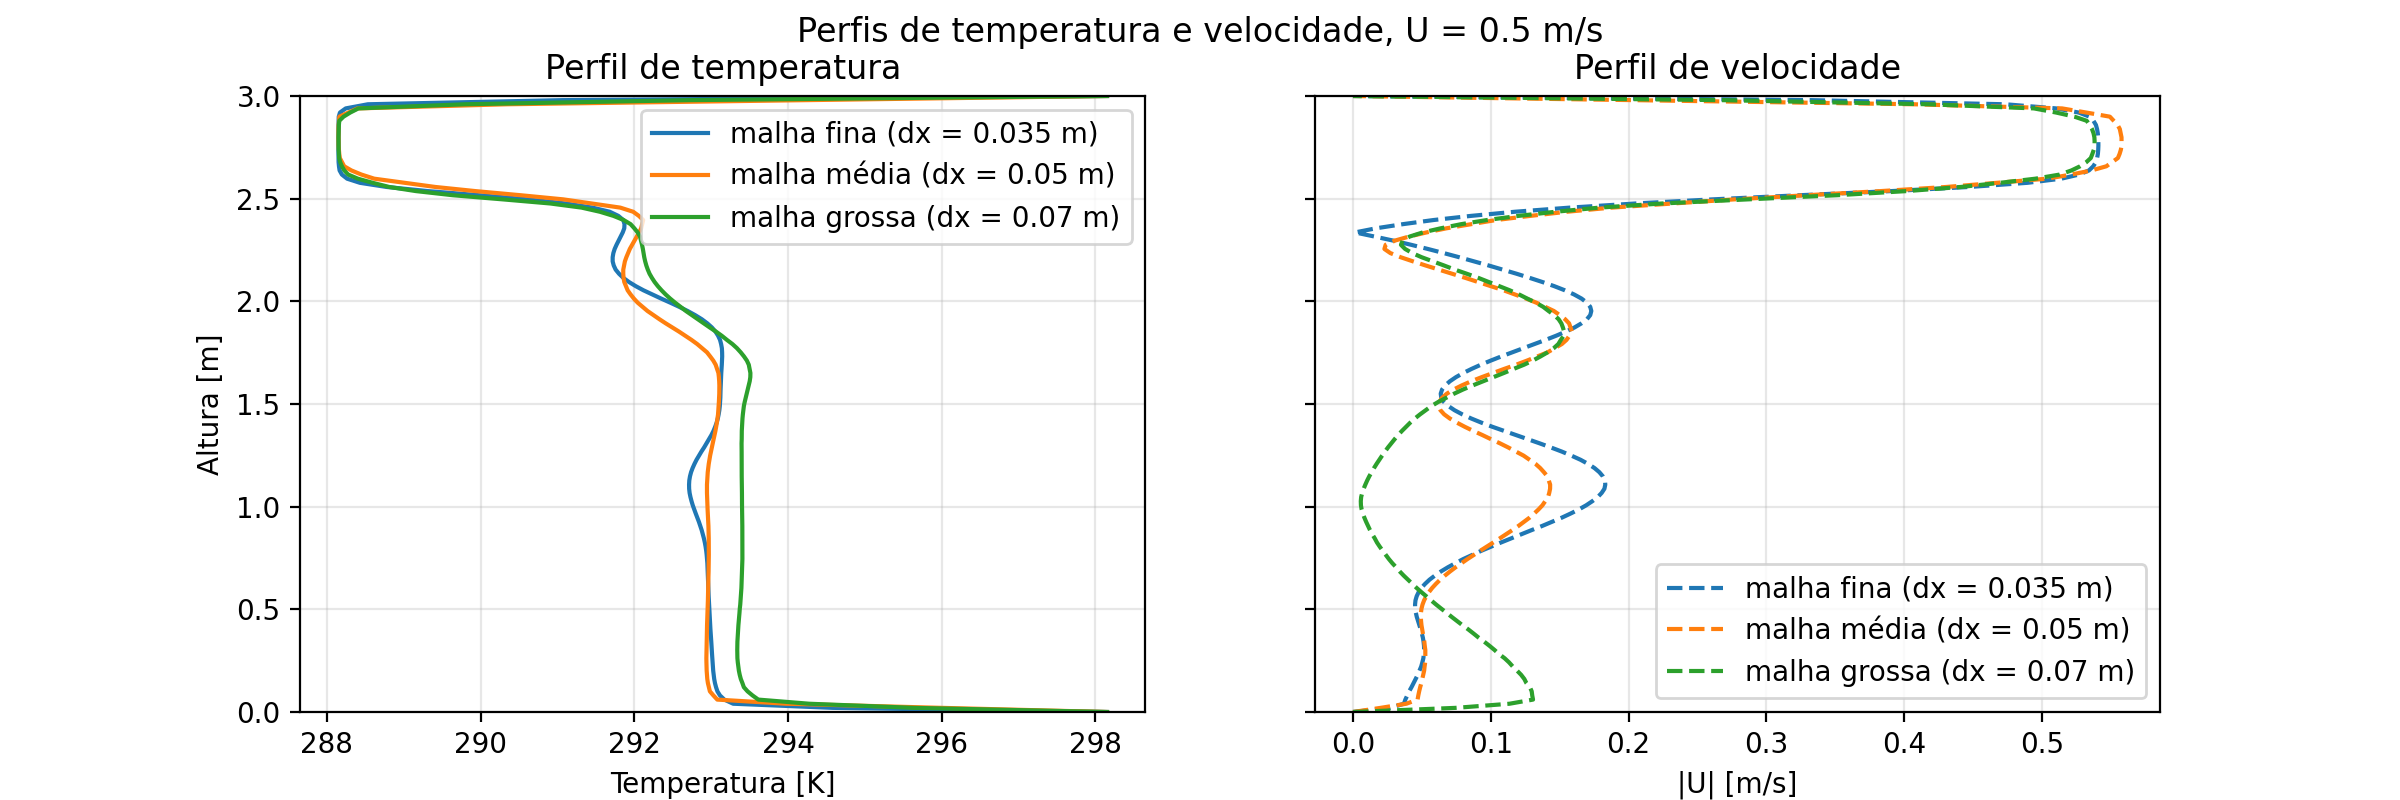 Perfis de temperatura e velocidade, U = 0.5 m/s
Perfil de temperatura
3.0
2.5
2.0
1.5
1.0
0.5
0.0
Altura [m]
malha fina (dx = 0.035 m)
malha média (dx = 0.05 m)
malha grossa (dx = 0.07 m)
288 290 292 294 296 298
Temperatura [K]
Perfil de velocidade
malha fina (dx = 0.035 m)
malha média (dx = 0.05 m)
malha grossa (dx = 0.07 m)
0.0 0.1 0.2 0.3 0.4 0.5
|U| [m/s]